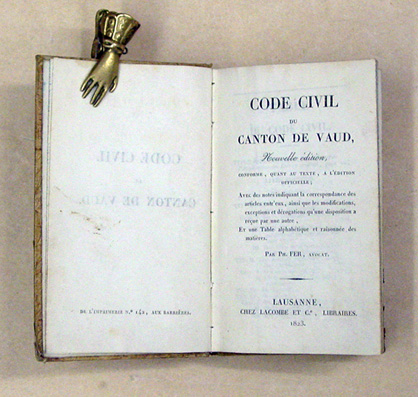 DE L'IMPRIMERIE N.º 142, AUX BARRIÈRES.
CODE CIVIL
DU
CANTON DE VAUD,
Nouvelle édition,
CONFORME, QUANT AU TEXTE, A L'ÉDITION
OFFICIELLE;
Avec des notes indiquant la correspondance des
articles entr'eux, ainsi que les modifications,
exceptions et dérogations qu'une disposition a
reçue par une autre,
Et une Table alphabétique et raisonnée des
matières.
PAR PH. FER, AVOCAT.
LAUSANNE,
CHEZ LACOMBE ET C.e, LIBRAIRES.
1825.